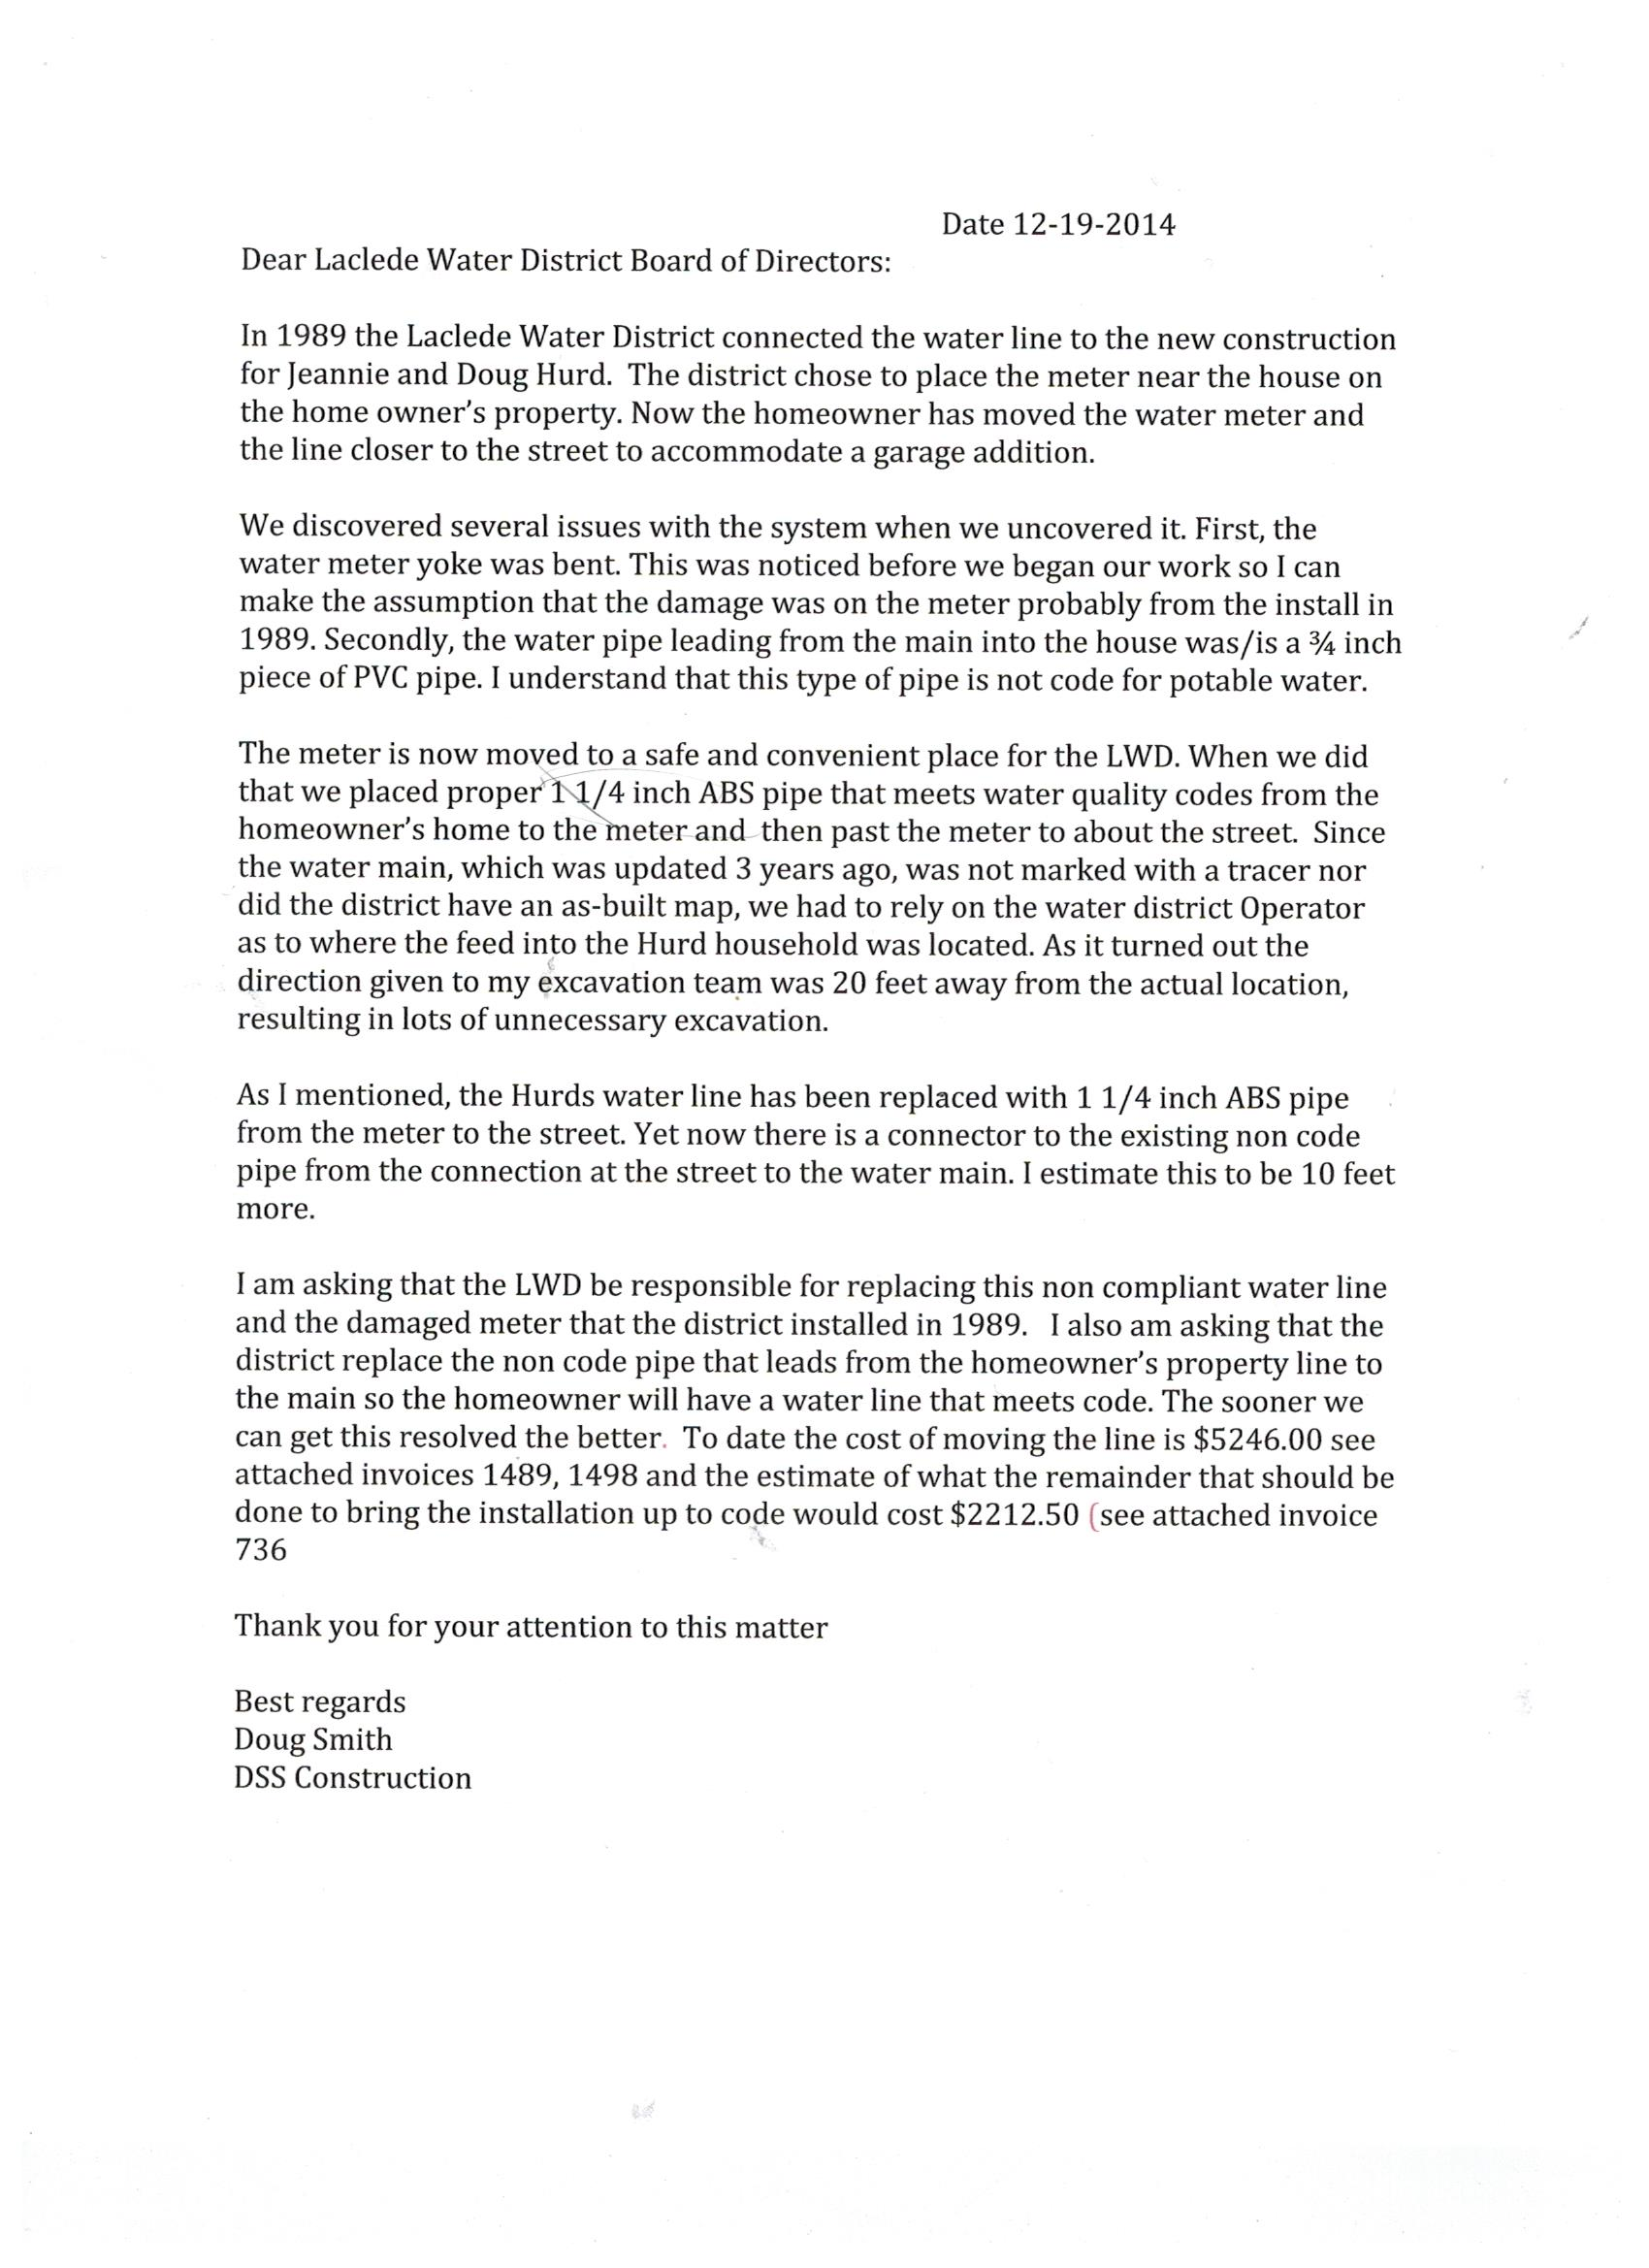 Date 12-19-2014
Dear Laclede Water District Board of Directors:
In 1989 the Laclede Water District connected the water line to the new construction
for Jeannie and Doug Hurd.  The district chose to place the meter near the house on
the home owner's property. Now the homeowner has moved the water meter and
the line closer to the street to accommodate a garage addition.
We discovered several issues with the system when we uncovered it. First, the
water meter yoke was bent. This was noticed before we began our work so I can
make the assumption that the damage was on the meter probably from the install in
1989. Secondly, the water pipe leading from the main into the house was/is a ¾ inch
piece of PVC pipe. I understand that this type of pipe is not code for potable water.
The meter is now moved to a safe and convenient place for the LWD. When we did
that we placed proper 1 1/4 inch ABS pipe that meets water quality codes from the
homeowner's home to the meter and  then past the meter to about the street.  Since
the water main, which was updated 3 years ago, was not marked with a tracer nor
did the district have an as-built map, we had to rely on the water district Operator
as to where the feed into the Hurd household was located. As it turned out the
direction given to my excavation team was 20 feet away from the actual location,
resulting in lots of unnecessary excavation.
As I mentioned, the Hurds water line has been replaced with 1 1/4 inch ABS pipe
from the meter to the street. Yet now there is a connector to the existing non code
pipe from the connection at the street to the water main. I estimate this to be 10 feet
more.
I am asking that the LWD be responsible for replacing this non compliant water line
and the damaged meter that the district installed in 1989.   I also am asking that the
district replace the non code pipe that leads from the homeowner's property line to
the main so the homeowner will have a water line that meets code. The sooner we
can get this resolved the better.  To date the cost of moving the line is $5246.00 see
attached invoices 1489, 1498 and the estimate of what the remainder that should be
done to bring the installation up to code would cost $2212.50 (see attached invoice
736
Thank you for your attention to this matter
Best regards
Doug Smith
DSS Construction